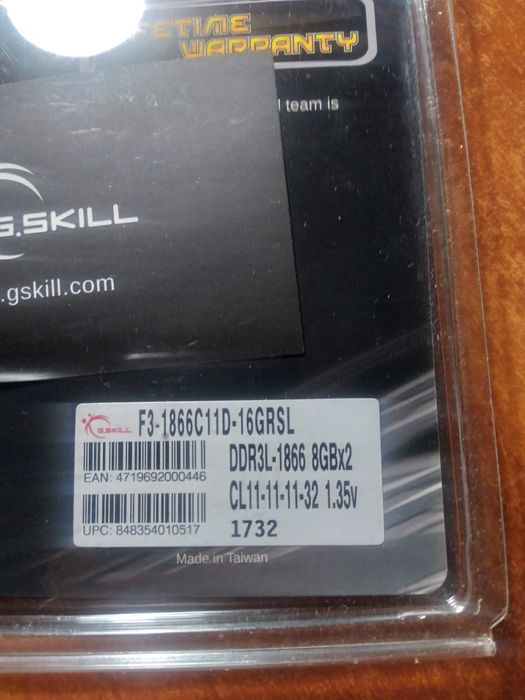 LIFETIME
WARRANTY
team is
G.SKILL
.gskill.com
G.SKILL
F3-1866C11D-16GRSL
DDR3L-1866 8GBx2
EAN: 4719692000446
CL11-11-11-32 1.35v
UPC: 848354010517
1732
Made in Taiwan